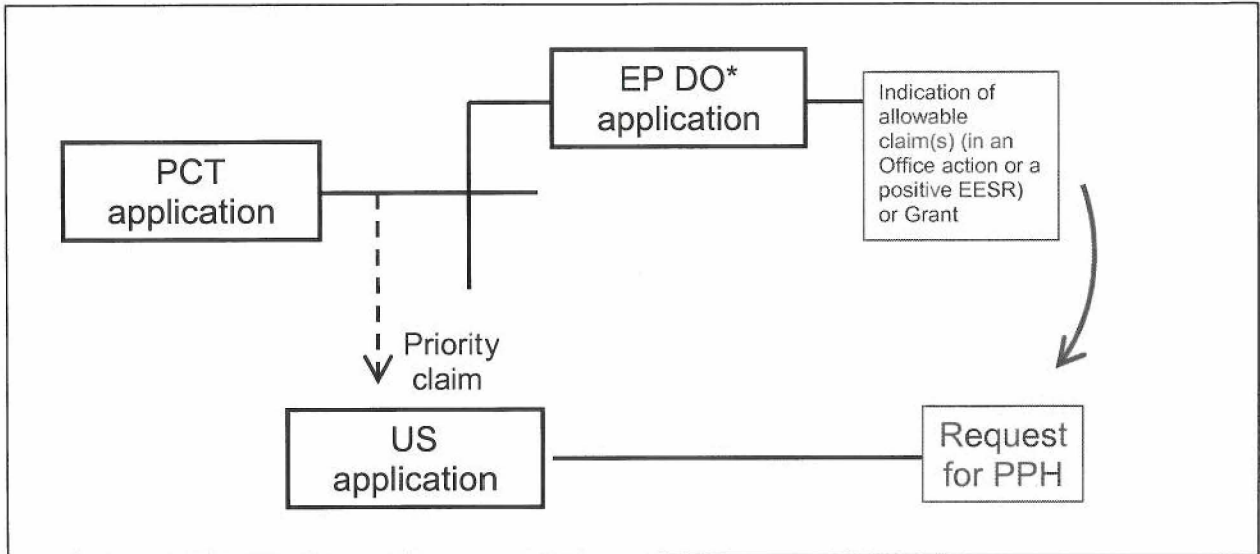 EP DO*
application
Indication of
allowable
claim(s) (in an
Office action or a
positive EESR)
or Grant
PCT
application
Priority
claim
US
application
Request
for PPH